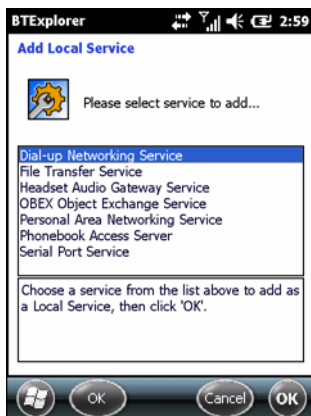 BTExplorer 2:59
Add Local Service
Please select service to add...
Dial-up Networking Service
File Transfer Service
Headset Audio Gateway Service
OBEX Object Exchange Service
Personal Area Networking Service
Phonebook Access Server
Serial Port Service
Choose a service from the list above to add as
a Local Service, then click 'OK'.
OK Cancel OK